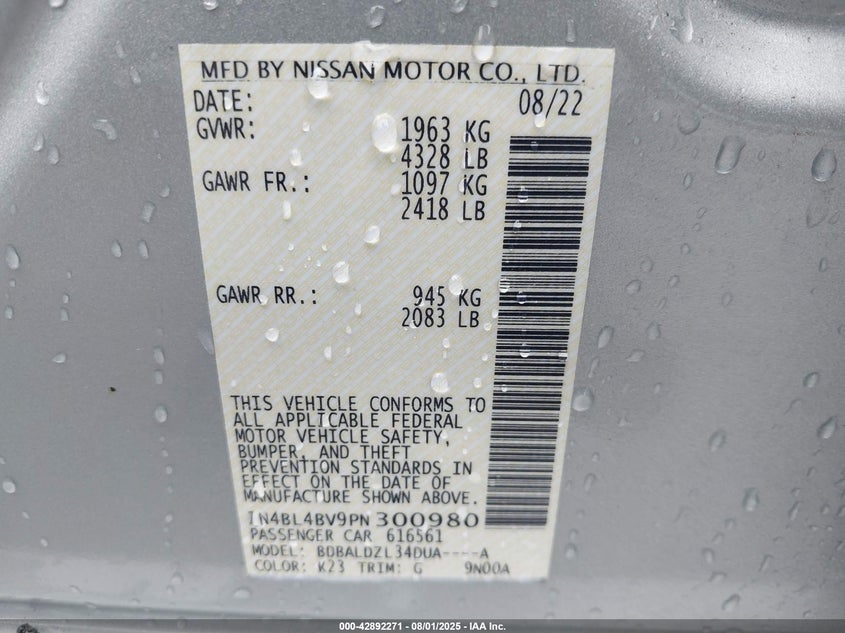 MFD BY NISSAN MOTOR CO., LTD.
DATE: 08/22
GVWR: 1963 KG
4328 LB
GAWR FR.: 1097 KG
2418 LB
GAWR RR.: 945 KG
2083 LB
THIS VEHICLE CONFORMS TO
ALL APPLICABLE FEDERAL
MOTOR VEHICLE SAFETY,
BUMPER, AND THEFT
PREVENTION STANDARDS IN
EFFECT ON THE DATE OF
MANUFACTURE SHOWN ABOVE.
1N4BL4BV9PN300980
PASSENGER CAR 616561
MODEL: BDBALDZL34DUA----A
COLOR: K23 TRIM: G 9N00A
000-42892271 - 08/01/2025 - IAA Inc.